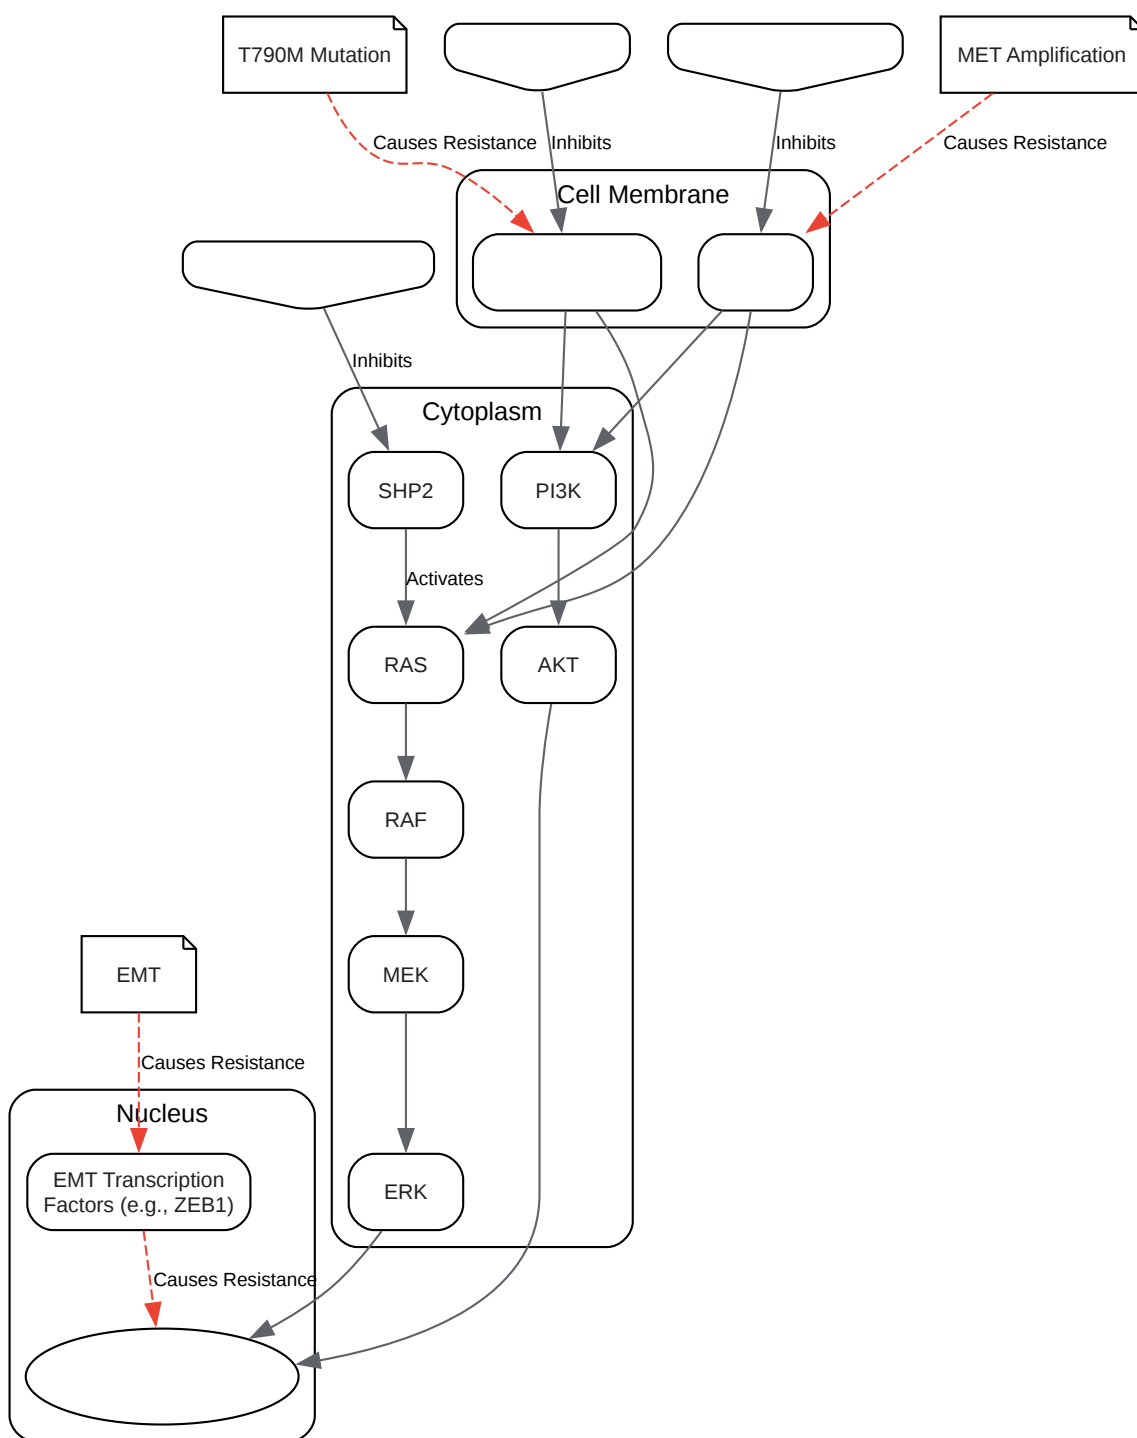 T790M Mutation
MET Amplification
Causes Resistance
Inhibits
Inhibits
Causes Resistance
Cell Membrane
Inhibits
Cytoplasm
SHP2
PI3K
Activates
RAS
AKT
RAF
MEK
EMT
Causes Resistance
Nucleus
EMT Transcription
Factors (e.g., ZEB1)
ERK
Causes Resistance